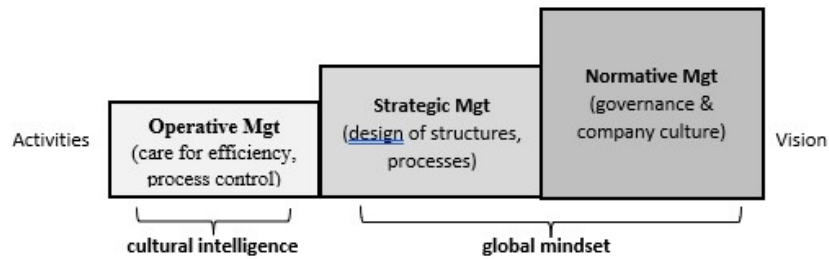 Activities
Operative Mgt
(care for efficiency,
process control)
Strategic Mgt
(design of structures,
processes)
Normative Mgt
(governance &
company culture)
Vision
cultural intelligence
global mindset